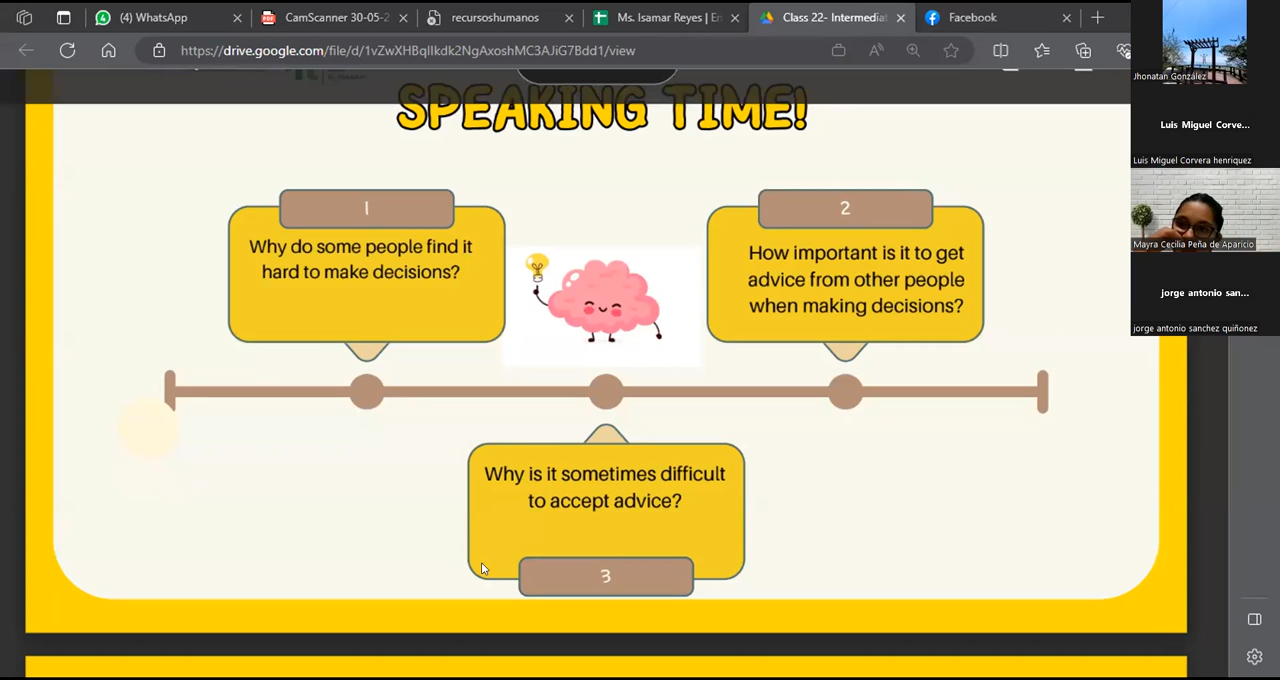 (4) WhatsApp
CamScanner 30-05-2
recursoshumanos
Ms. Isamar Reyes | En
Class 22- Intermediat
Facebook
https://drive.google.com/file/d/1vZwXHBqIlkdk2NgAxoshMC3AJiG7Bdd1/view
SPEAKING TIME!
1
Why do some people find it
hard to make decisions?
2
How important is it to get
advice from other people
when making decisions?
Why is it sometimes difficult
to accept advice?
3
Jhonatan González
Luis Miguel Corve...
Luis Miguel Corvera henriquez
Mayra Cecilia Peña de Aparicio
jorge antonio san...
jorge antonio sanchez quiñonez